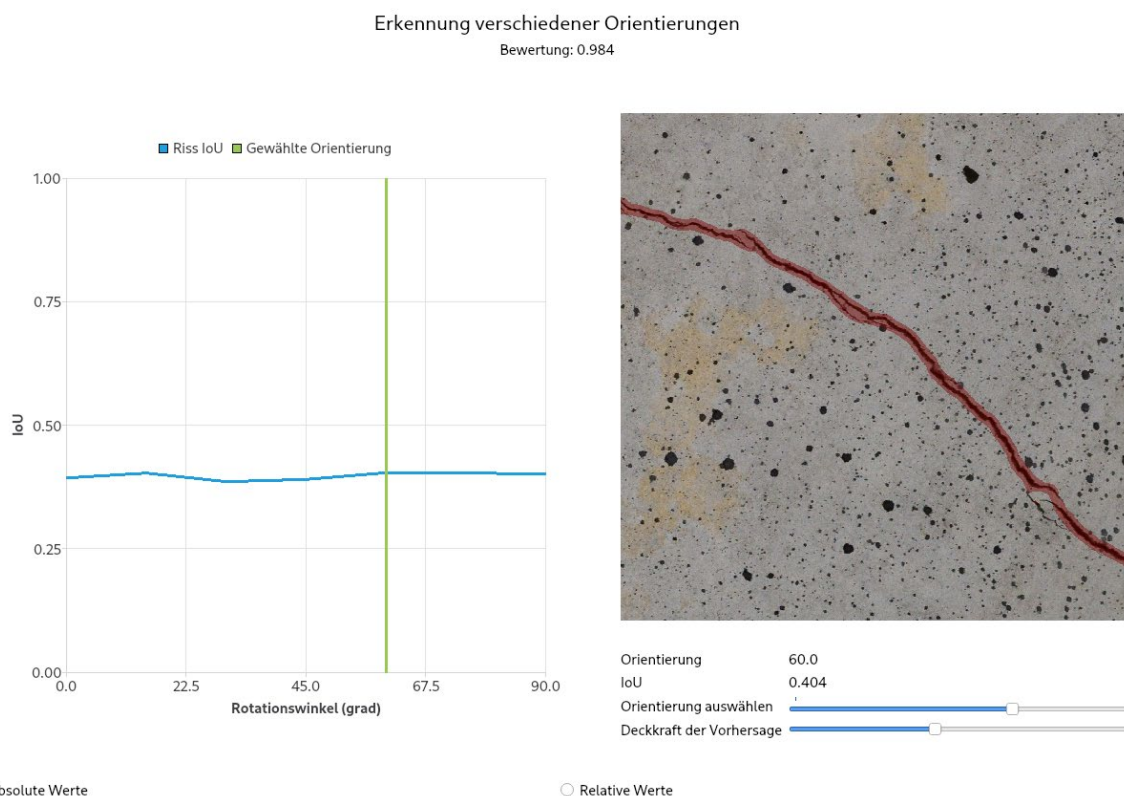 Erkennung verschiedener Orientierungen
Bewertung: 0.984
Riss IoU Gewählte Orientierung
1.00
0.75
0.50
0.25
0.00
IoU
0.0 22.5 45.0 67.5 90.0
Rotationswinkel (grad)
Orientierung 60.0
IoU 0.404
Orientierung auswählen
Deckkraft der Vorhersage
bsolute Werte Relative Werte